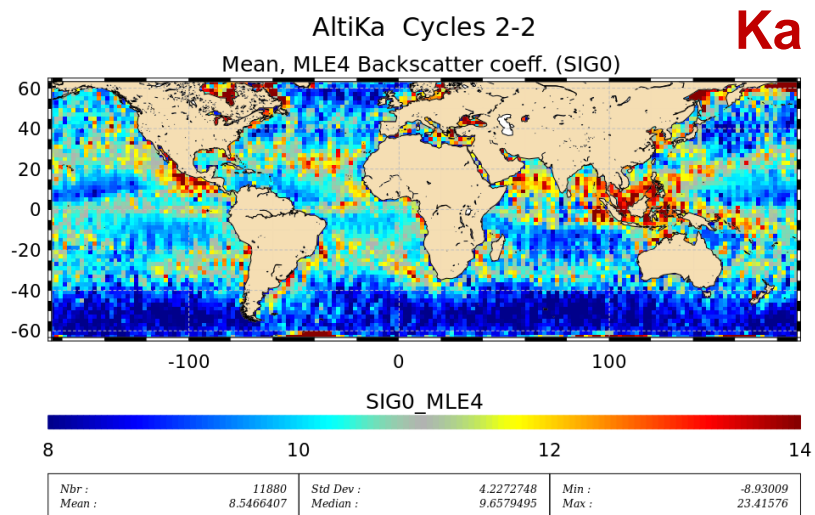 AltiKa Cycles 2-2
Ka
Mean, MLE4 Backscatter coeff. (SIG0)
60
40
20
0
-20
-40
-60
-100 0 100
SIG0_MLE4
8 10 12 14
Nbr : 11880 Std Dev : 4.2272748 Min : -8.93009
Mean : 8.5466407 Median : 9.6579495 Max : 23.41576